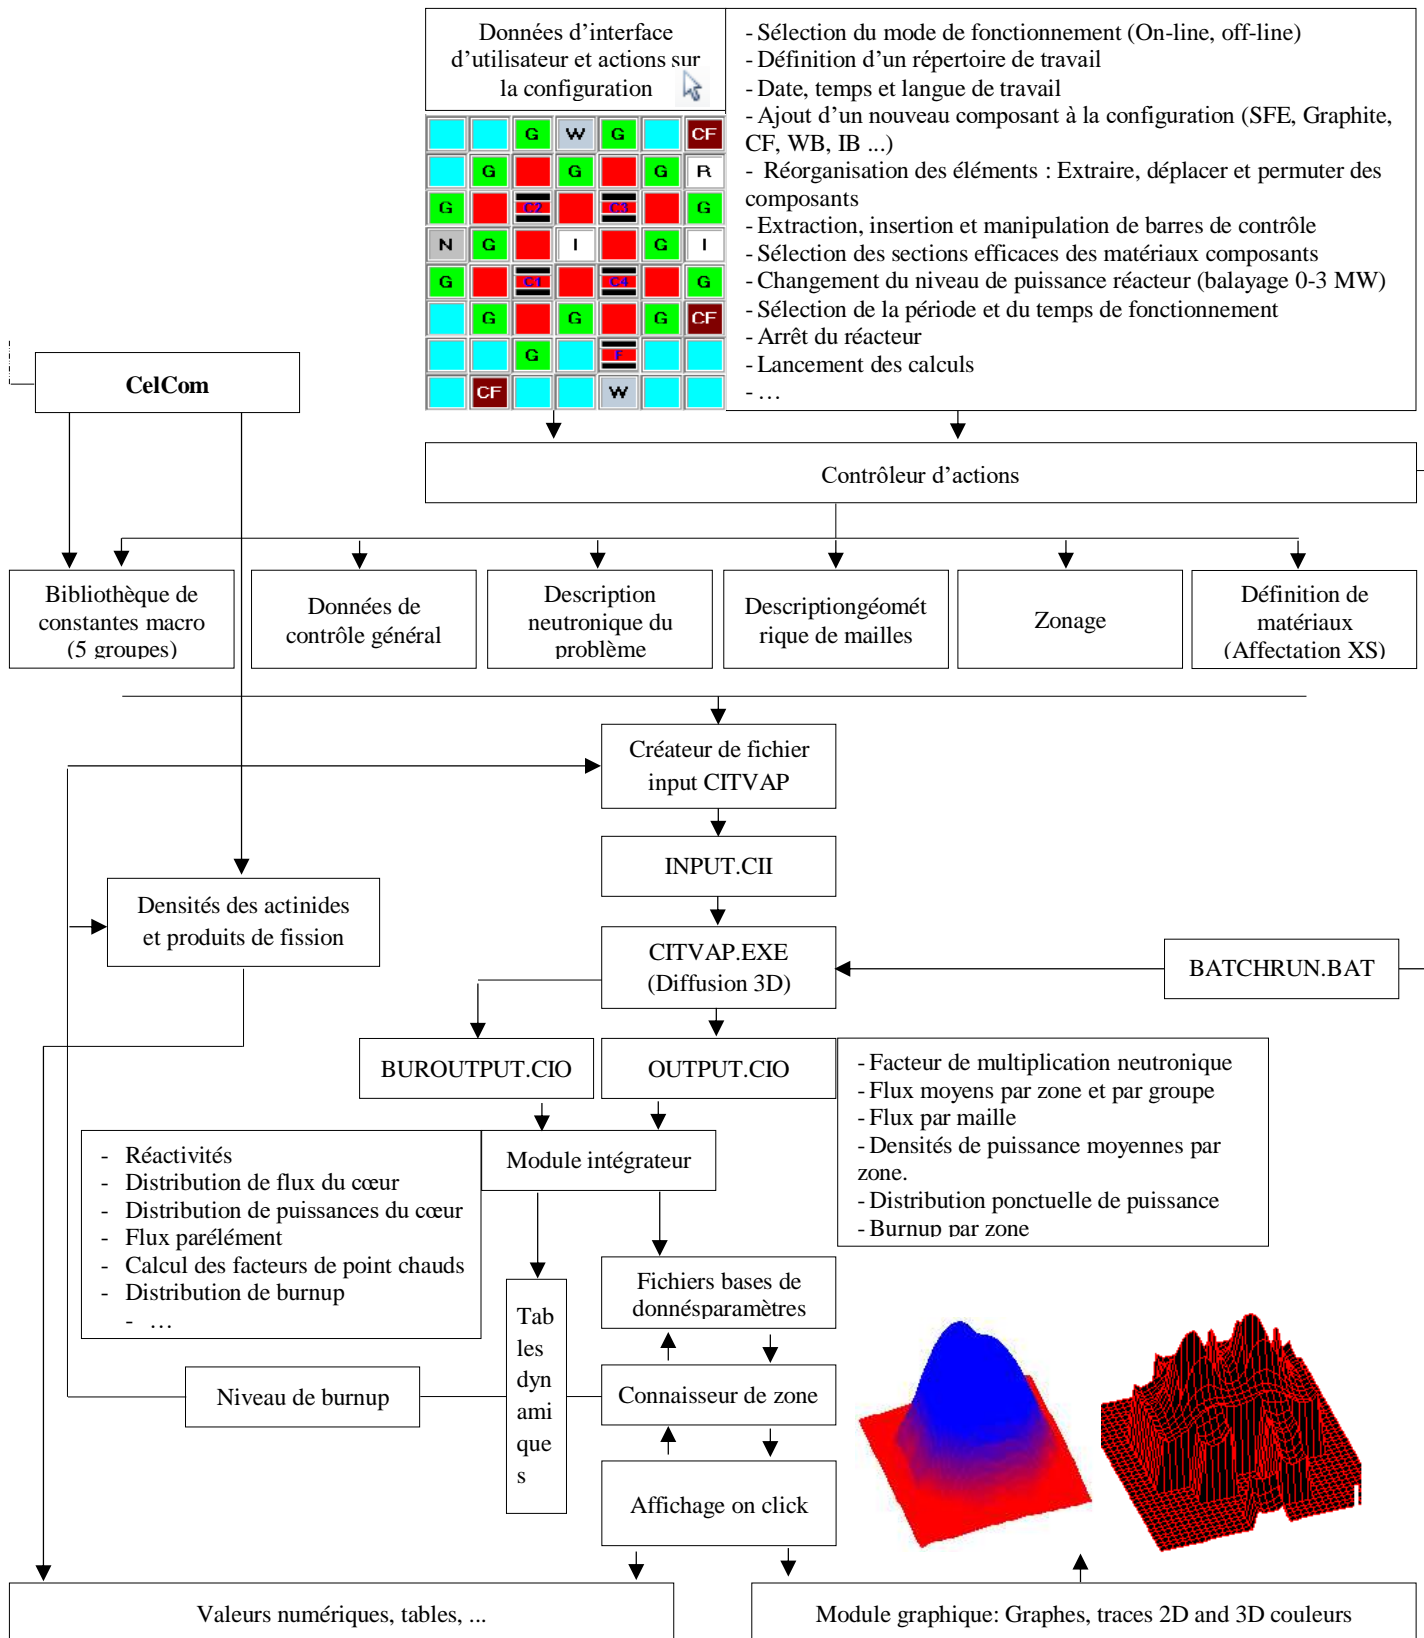 Données d’interface
d’utilisateur et actions sur
la configuration
- Sélection du mode de fonctionnement (On-line, off-line)
- Définition d’un répertoire de travail
- Date, temps et langue de travail
- Ajout d’un nouveau composant à la configuration (SFE, Graphite,
CF, WB, IB ...)
- Réorganisation des éléments : Extraire, déplacer et permuter des
composants
- Extraction, insertion et manipulation de barres de contrôle
- Sélection des sections efficaces des matériaux composants
- Changement du niveau de puissance réacteur (balayage 0-3 MW)
- Sélection de la période et du temps de fonctionnement
- Arrêt du réacteur
- Lancement des calculs
- …
G W G CF
G G G R
G C2 C3 G
N G I G I
G C1 C4 G
G G G CF
G F
CF W
CelCom
Contrôleur d’actions
Bibliothèque de
constantes macro
(5 groupes)
Données de
contrôle général
Description
neutronique du
problème
Descriptiongéomét
rique de mailles
Zonage
Définition de
matériaux
(Affectation XS)
Créateur de fichier
input CITVAP
INPUT.CII
Densités des actinides
et produits de fission
CITVAP.EXE
(Diffusion 3D)
BATCHRUN.BAT
BUROUTPUT.CIO
OUTPUT.CIO
- Facteur de multiplication neutronique
- Flux moyens par zone et par groupe
- Flux par maille
- Densités de puissance moyennes par
zone.
- Distribution ponctuelle de puissance
- Burnup par zone
- Réactivités
- Distribution de flux du cœur
- Distribution de puissances du cœur
- Flux parélément
- Calcul des facteurs de point chauds
- Distribution de burnup
- …
Module intégrateur
Fichiers bases de
donnésparamètres
Tab
les
dyn
ami
que
s
Niveau de burnup
Connaisseur de zone
Affichage on click
Valeurs numériques, tables, ...
Module graphique: Graphes, traces 2D and 3D couleurs